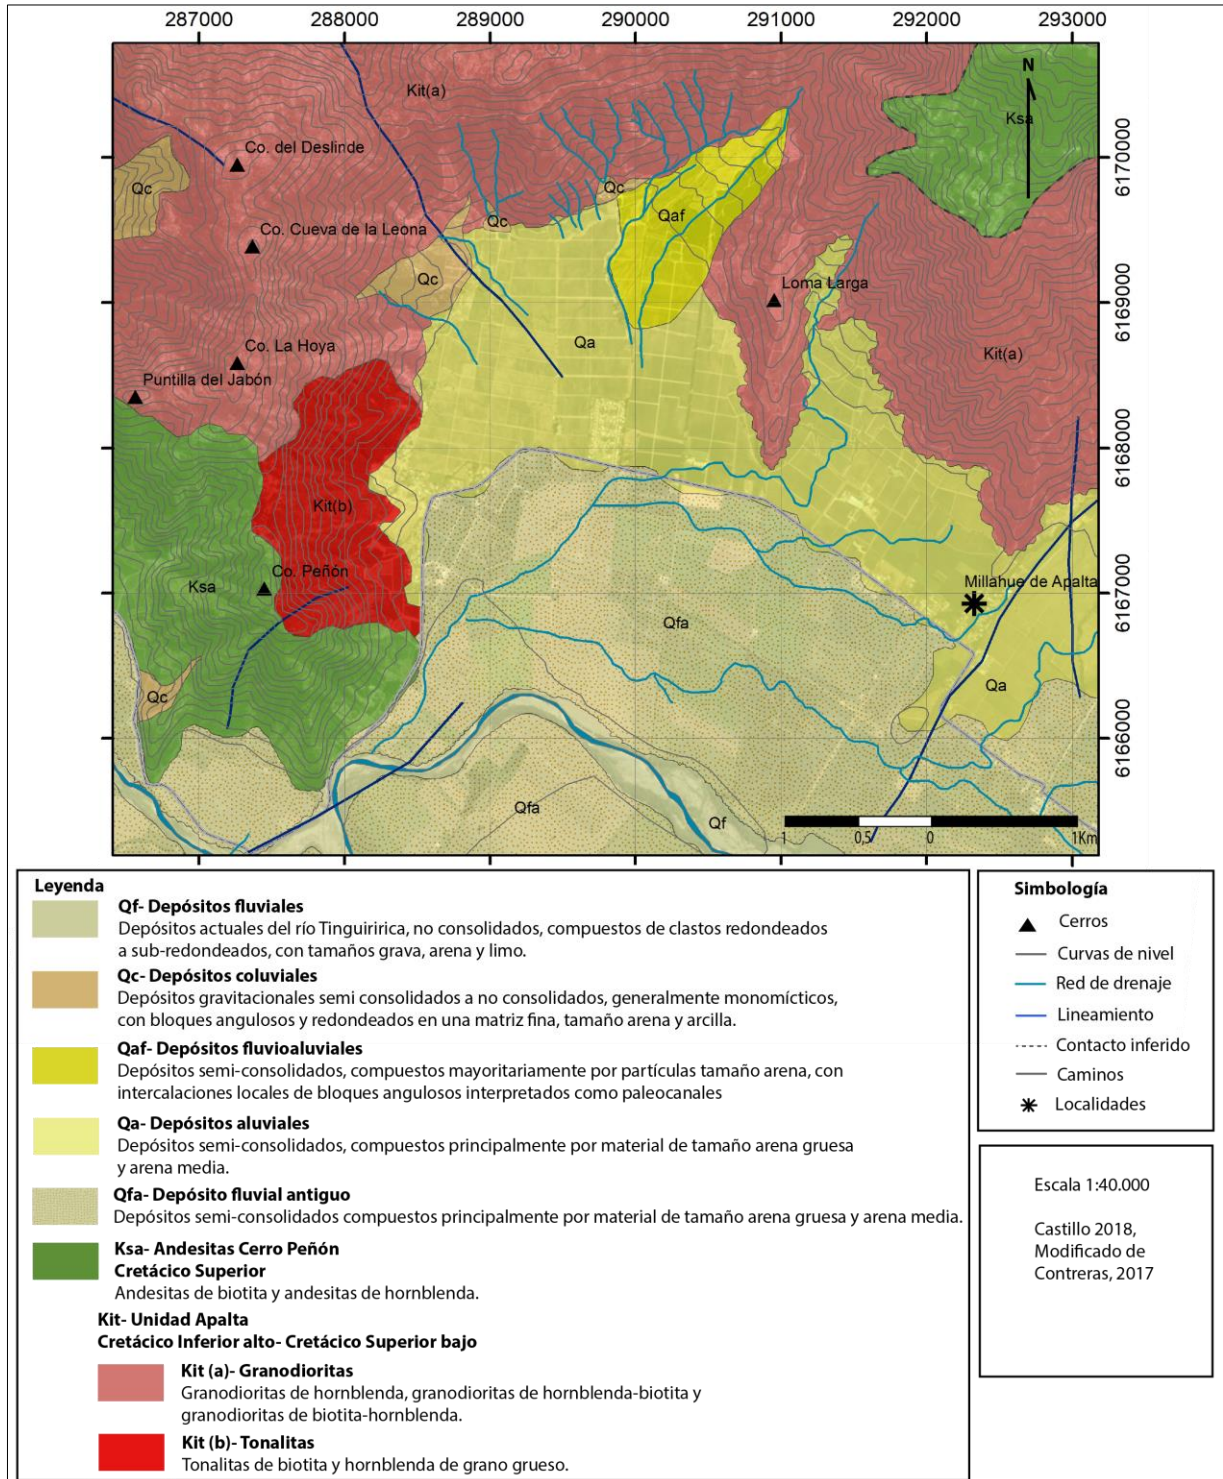 287000 288000 289000 290000 291000 292000 293000
N
Kit(a)
Ksa
6170000
Co. del Deslinde
Qc
Qc
Qaf
Qc
Co. Cueva de la Leona
Qc
Loma Larga
6169000
Qa
Kit(a)
Co. La Hoya
Puntilla del Jabón
6168000
Kit(b)
Co. Peñón
Ksa
Millahue de Apalta
6167000
Qfa
Qc
Qa
6166000
Qfa
Qf
1 0,5 0 1Km
Leyenda
Qf- Depósitos fluviales
Depósitos actuales del río Tinguiririca, no consolidados, compuestos de clastos redondeados
a sub-redondeados, con tamaños grava, arena y limo.
Qc- Depósitos coluviales
Depósitos gravitacionales semi consolidados a no consolidados, generalmente monomícticos,
con bloques angulosos y redondeados en una matriz fina, tamaño arena y arcilla.
Qaf- Depósitos fluvioaluviales
Depósitos semi-consolidados, compuestos mayoritariamente por partículas tamaño arena, con
intercalaciones locales de bloques angulosos interpretados como paleocanales
Qa- Depósitos aluviales
Depósitos semi-consolidados, compuestos principalmente por material de tamaño arena gruesa
y arena media.
Qfa- Depósito fluvial antiguo
Depósitos semi-consolidados compuestos principalmente por material de tamaño arena gruesa y arena media.
Ksa- Andesitas Cerro Peñón
Cretácico Superior
Andesitas de biotita y andesitas de hornblenda.
Kit- Unidad Apalta
Cretácico Inferior alto- Cretácico Superior bajo
Kit (a)- Granodioritas
Granodioritas de hornblenda, granodioritas de hornblenda-biotita y
granodioritas de biotita-hornblenda.
Kit (b)- Tonalitas
Tonalitas de biotita y hornblenda de grano grueso.
Simbología
Cerros
Curvas de nivel
Red de drenaje
Lineamiento
Contacto inferido
Caminos
Localidades
Escala 1:40.000
Castillo 2018,
Modificado de
Contreras, 2017